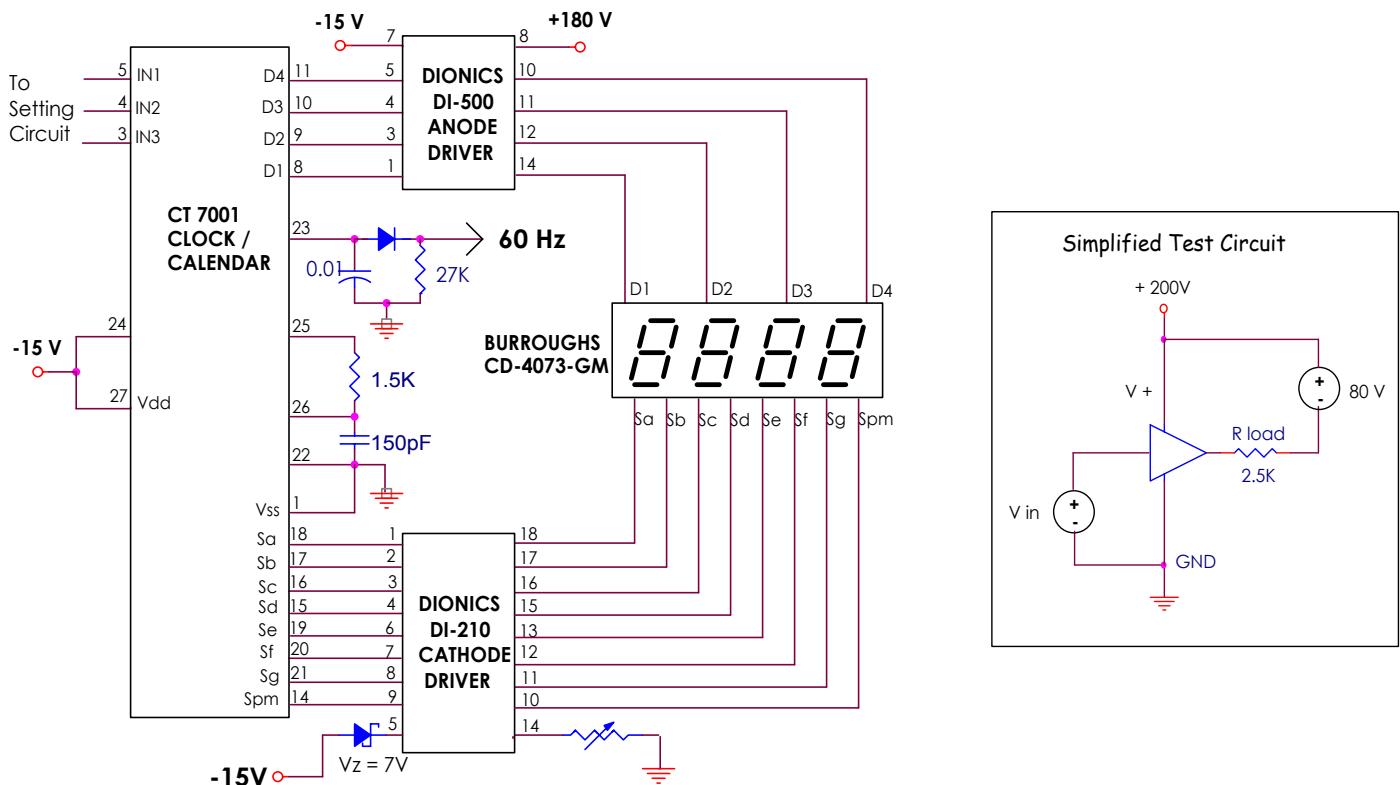 -15 V
+180 V
7
8
To
Setting
Circuit
5 IN1
4 IN2
3 IN3
D4 11
D3 10
D2 9
D1 8
5
4
3
1
DIONICS
DI-500
ANODE
DRIVER
10
11
12
14
CT 7001
CLOCK /
CALENDAR
23
60 Hz
0.01
27K
24
-15 V
27 Vdd
25
1.5K
26
150pF
22
Vss 1
D1 D2 D3 D4
BURROUGHS
CD-4073-GM
8888
Sa Sb Sc Sd Se Sf Sg Spm
Sa 18
Sb 17
Sc 16
Sd 15
Se 19
Sf 20
Sg 21
Spm 14
1
2
3
4
6
7
8
9
5
DIONICS
DI-210
CATHODE
DRIVER
18
17
16
15
13
12
11
10
14
Vz = 7V
-15V
Simplified Test Circuit
+ 200V
V +
+
-
80 V
R load
2.5K
V in
+
-
GND